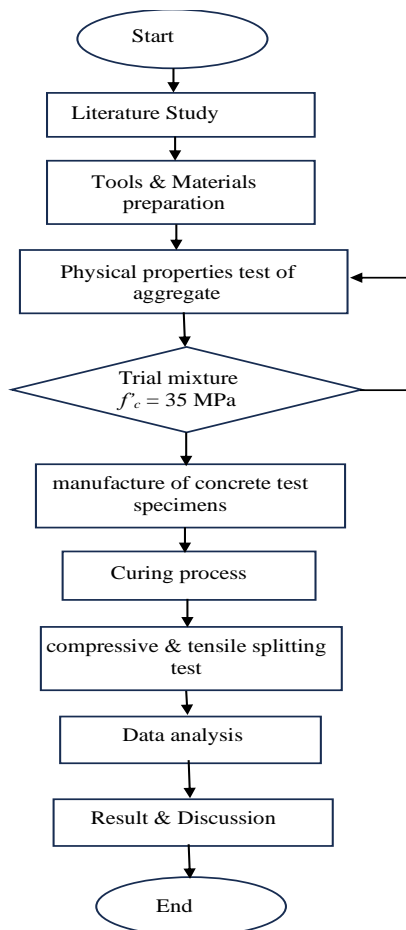 Start
Literature Study
Tools & Materials
preparation
Physical properties test of
aggregate
Trial mixture
f'c = 35 MPa
manufacture of concrete test
specimens
Curing process
compressive & tensile splitting
test
Data analysis
Result & Discussion
End